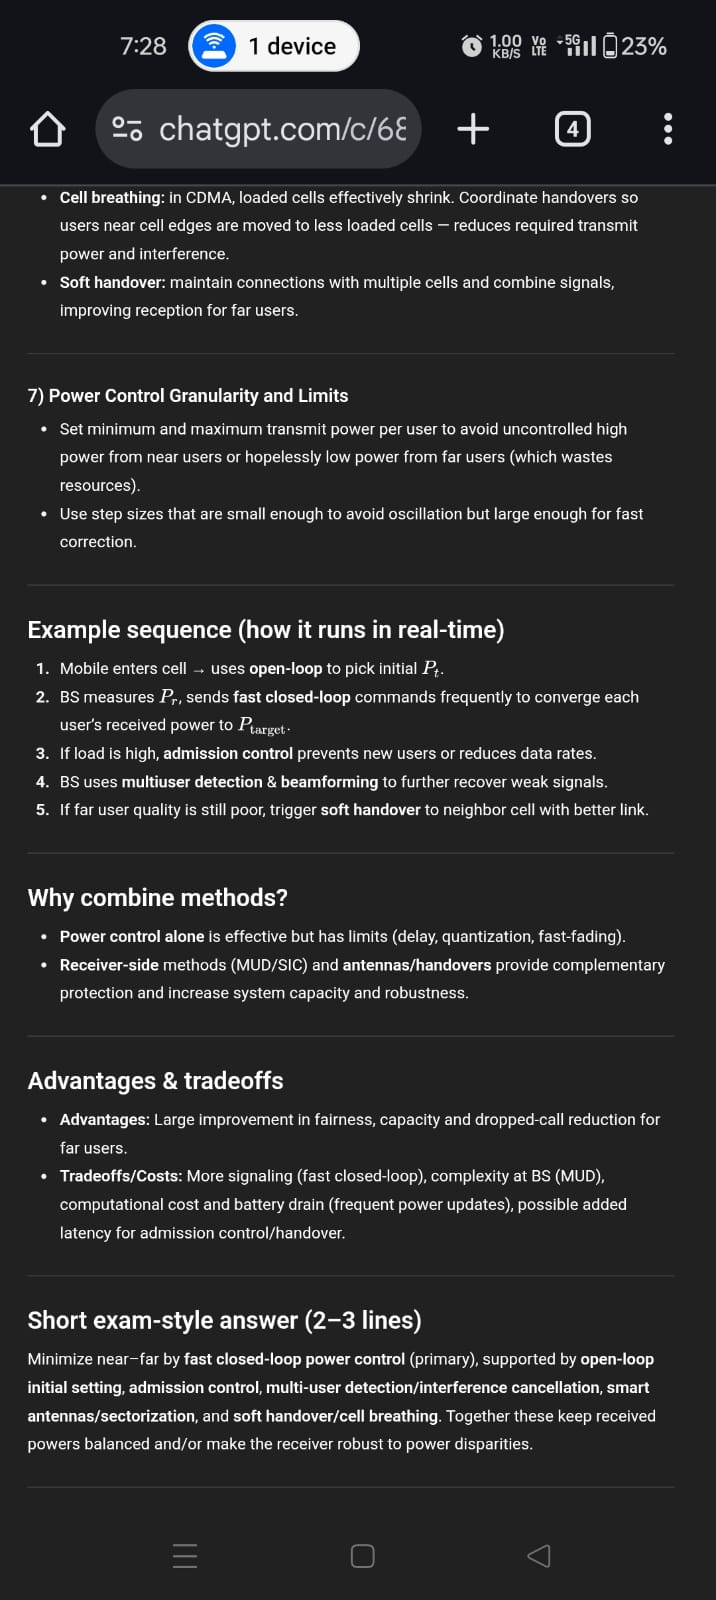 7:28
1 device
1.00 KB/S
Vo LTE
5G
23%
chatgpt.com/c/68
4
• Cell breathing: in CDMA, loaded cells effectively shrink. Coordinate handovers so
users near cell edges are moved to less loaded cells — reduces required transmit
power and interference.
• Soft handover: maintain connections with multiple cells and combine signals,
improving reception for far users.
7) Power Control Granularity and Limits
• Set minimum and maximum transmit power per user to avoid uncontrolled high
power from near users or hopelessly low power from far users (which wastes
resources).
• Use step sizes that are small enough to avoid oscillation but large enough for fast
correction.
Example sequence (how it runs in real-time)
1. Mobile enters cell → uses open-loop to pick initial Pt.
2. BS measures Pr, sends fast closed-loop commands frequently to converge each
user's received power to Ptarget.
3. If load is high, admission control prevents new users or reduces data rates.
4. BS uses multiuser detection & beamforming to further recover weak signals.
5. If far user quality is still poor, trigger soft handover to neighbor cell with better link.
Why combine methods?
• Power control alone is effective but has limits (delay, quantization, fast-fading).
• Receiver-side methods (MUD/SIC) and antennas/handovers provide complementary
protection and increase system capacity and robustness.
Advantages & tradeoffs
• Advantages: Large improvement in fairness, capacity and dropped-call reduction for
far users.
• Tradeoffs/Costs: More signaling (fast closed-loop), complexity at BS (MUD),
computational cost and battery drain (frequent power updates), possible added
latency for admission control/handover.
Short exam-style answer (2–3 lines)
Minimize near–far by fast closed-loop power control (primary), supported by open-loop
initial setting, admission control, multi-user detection/interference cancellation, smart
antennas/sectorization, and soft handover/cell breathing. Together these keep received
powers balanced and/or make the receiver robust to power disparities.